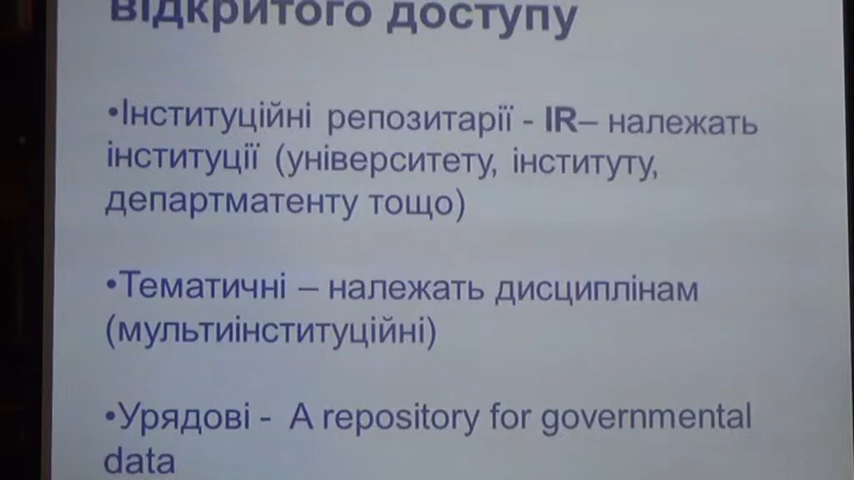 відкритого доступу
•Інституційні репозитарії - IR– належать
інституції (університету, інституту,
департматенту тощо)
•Тематичні – належать дисциплінам
(мультиінституційні)
•Урядові - A repository for governmental
data